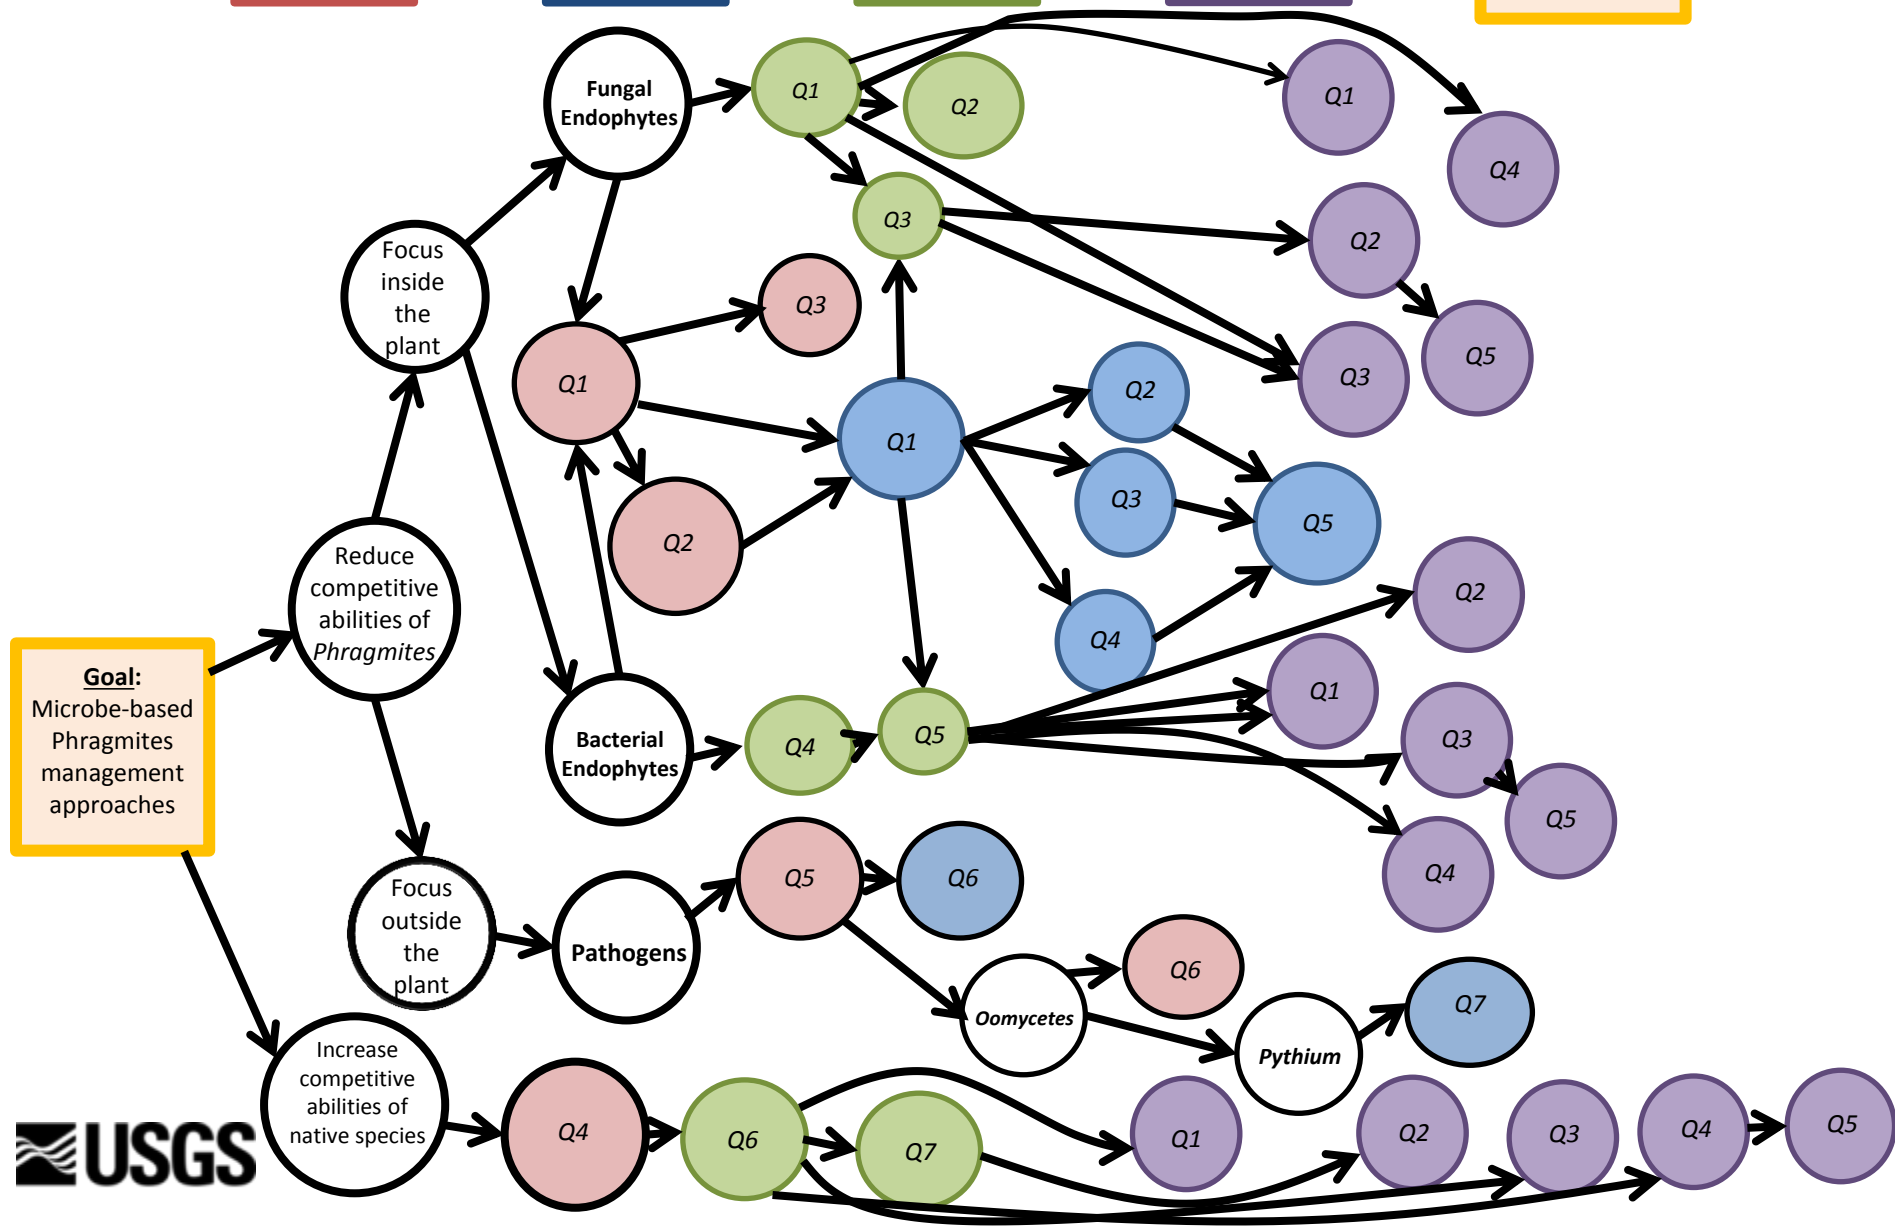 Fungal
Endophytes
Q1
Q2
Q1
Q4
Q3
Q2
Focus
inside
the
plant
Q3
Q5
Q3
Q1
Q2
Q1
Q3
Q5
Q2
Reduce
competitive
abilities of
Phragmites
Q2
Q4
Goal:
Microbe-based
Phragmites
management
approaches
Q1
Bacterial
Endophytes
Q4
Q5
Q3
Q5
Q4
Focus
outside
the
plant
Pathogens
Q5
Q6
Q6
Oomycetes
Q7
Pythium
Increase
competitive
abilities of
native species
Q4
Q6
Q7
Q1
Q2
Q3
Q4
Q5
USGS